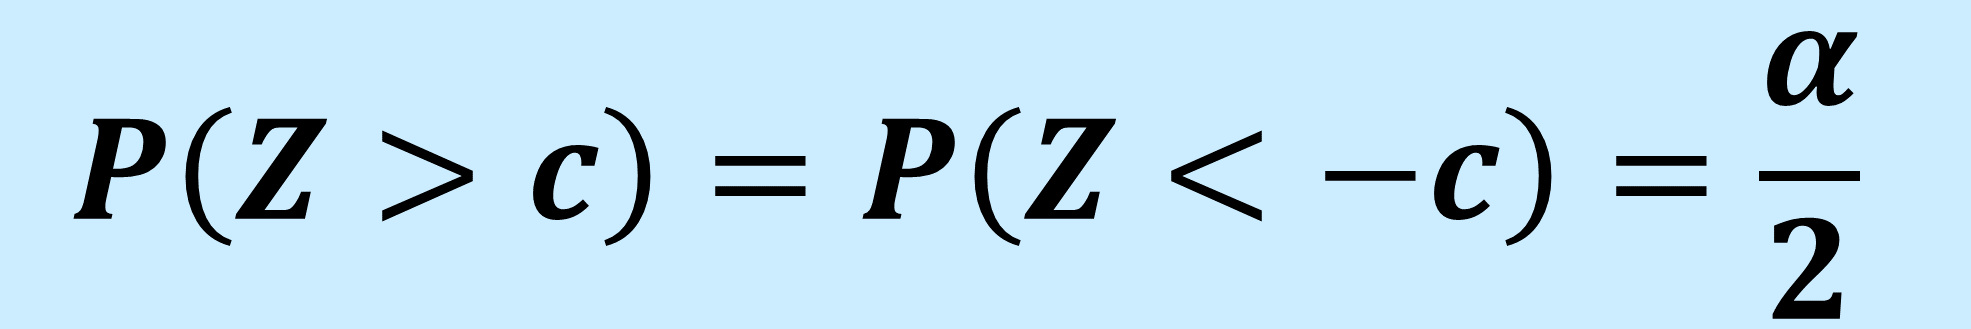 P(Z > c) = P(Z < −c) = α/2